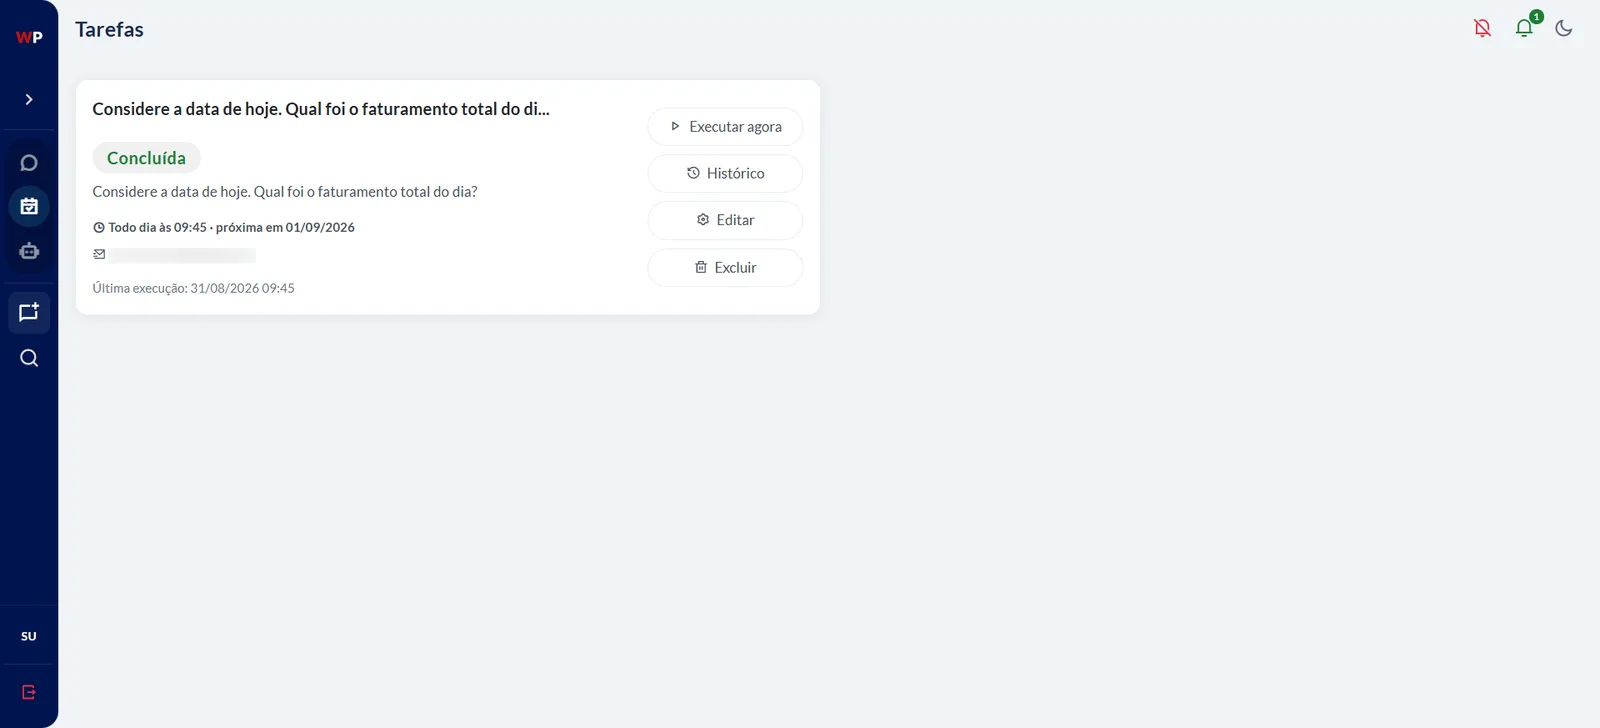 WP
Tarefas
1
Considere a data de hoje. Qual foi o faturamento total do di...
Concluída
Considere a data de hoje. Qual foi o faturamento total do dia?
Todo dia às 09:45 · próxima em 01/09/2026
Última execução: 31/08/2026 09:45
Executar agora
Histórico
Editar
Excluir
SU